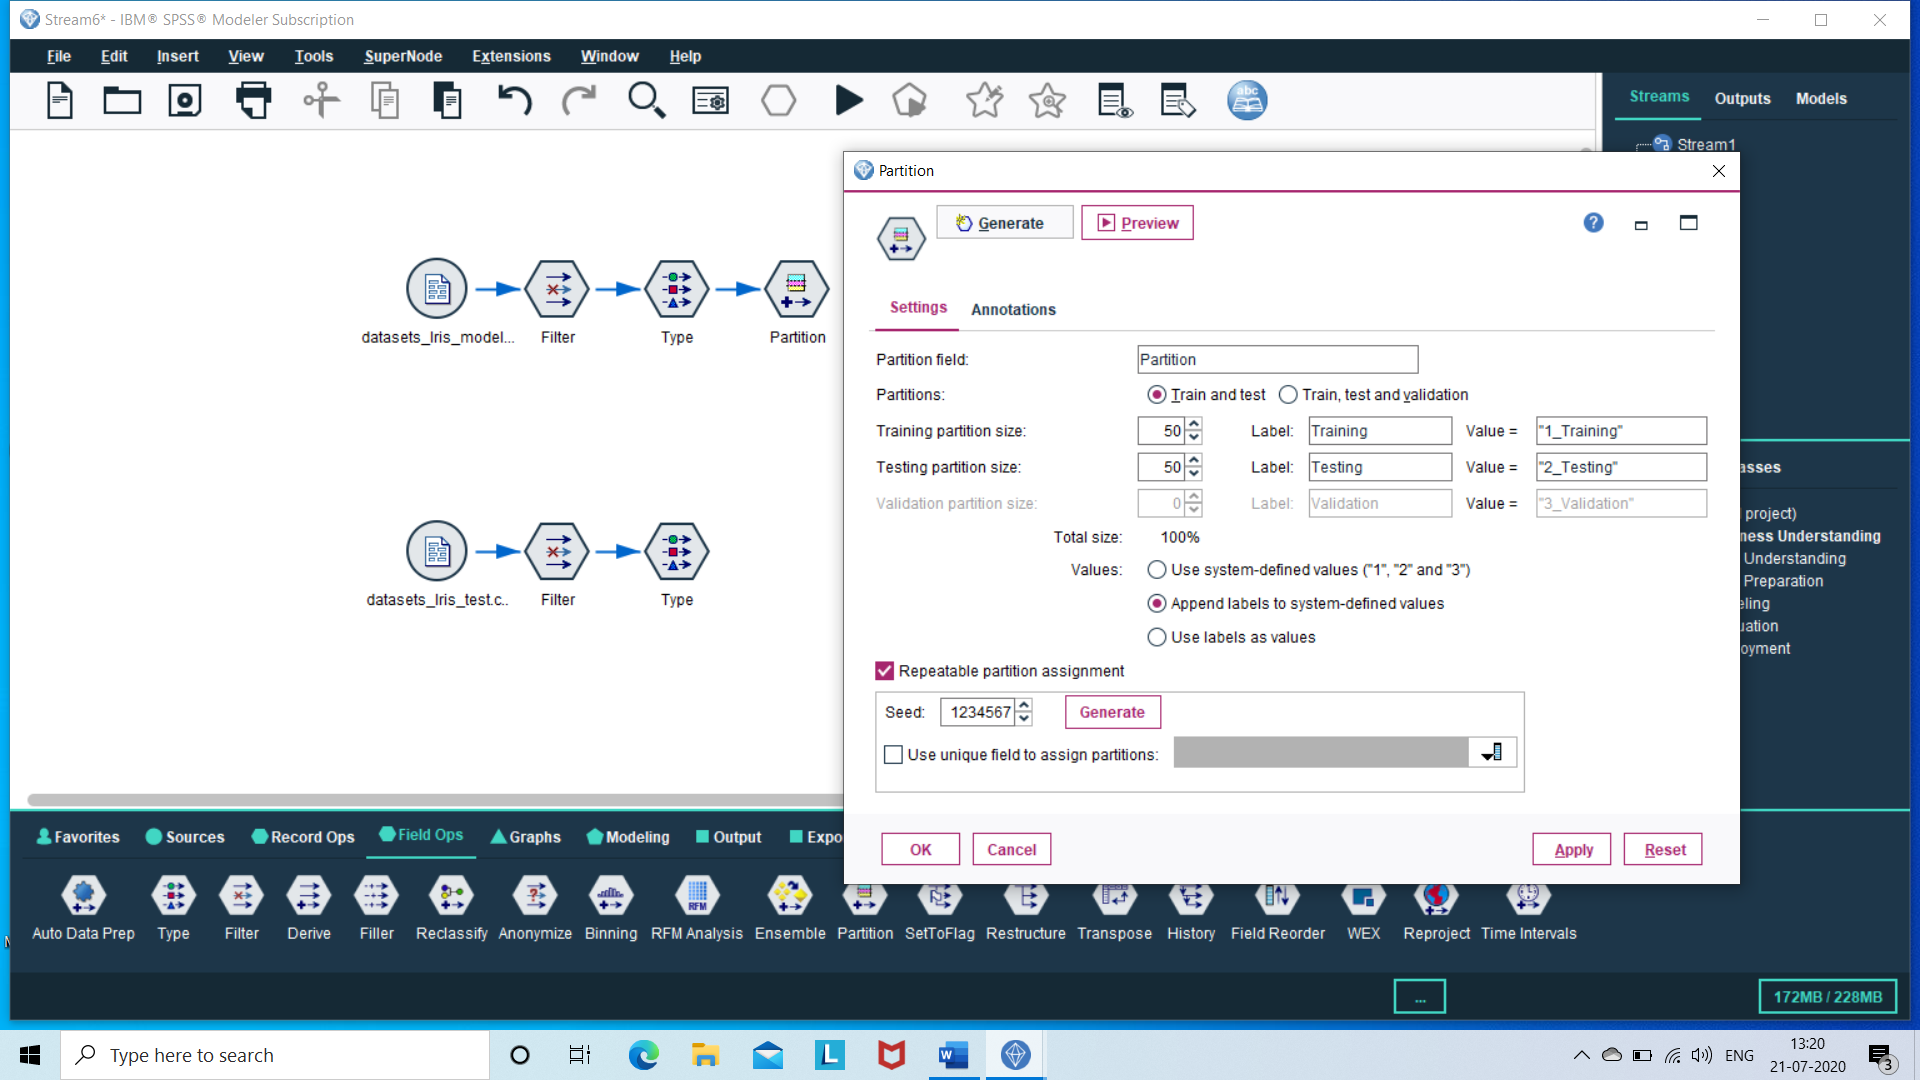 Stream6* - IBM® SPSS® Modeler Subscription
File Edit Insert View Tools SuperNode Extensions Window Help
abc
Streams Outputs Models
Stream1
Partition
Generate Preview
?
Settings Annotations
Partition field: Partition
Partitions: Train and test Train, test and validation
Training partition size: 50 Label: Training Value = "1_Training"
Testing partition size: 50 Label: Testing Value = "2_Testing"
Validation partition size: 0 Label: Validation Value = "3_Validation"
Total size: 100%
Values: Use system-defined values ("1", "2" and "3")
Append labels to system-defined values
Use labels as values
Repeatable partition assignment
Seed: 1234567 Generate
Use unique field to assign partitions:
OK Cancel Apply Reset
datasets_Iris_model... Filter Type Partition
datasets_Iris_test.c.. Filter Type
asses
project)
ness Understanding
Understanding
Preparation
eling
uation
oyment
Favorites Sources Record Ops Field Ops Graphs Modeling Output Expo
RFM
Auto Data Prep Type Filter Derive Filler Reclassify Anonymize Binning RFM Analysis Ensemble Partition SetToFlag Restructure Transpose History Field Reorder WEX Reproject Time Intervals
... 172MB / 228MB
Type here to search
L
W
ENG
13:20
21-07-2020
3